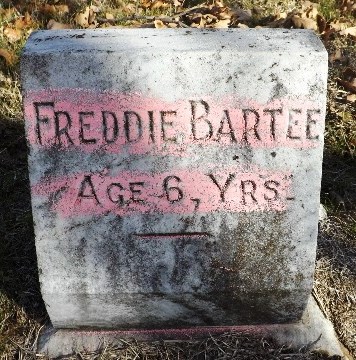 FREDDIE BARTEE
AGE 6, YRS.